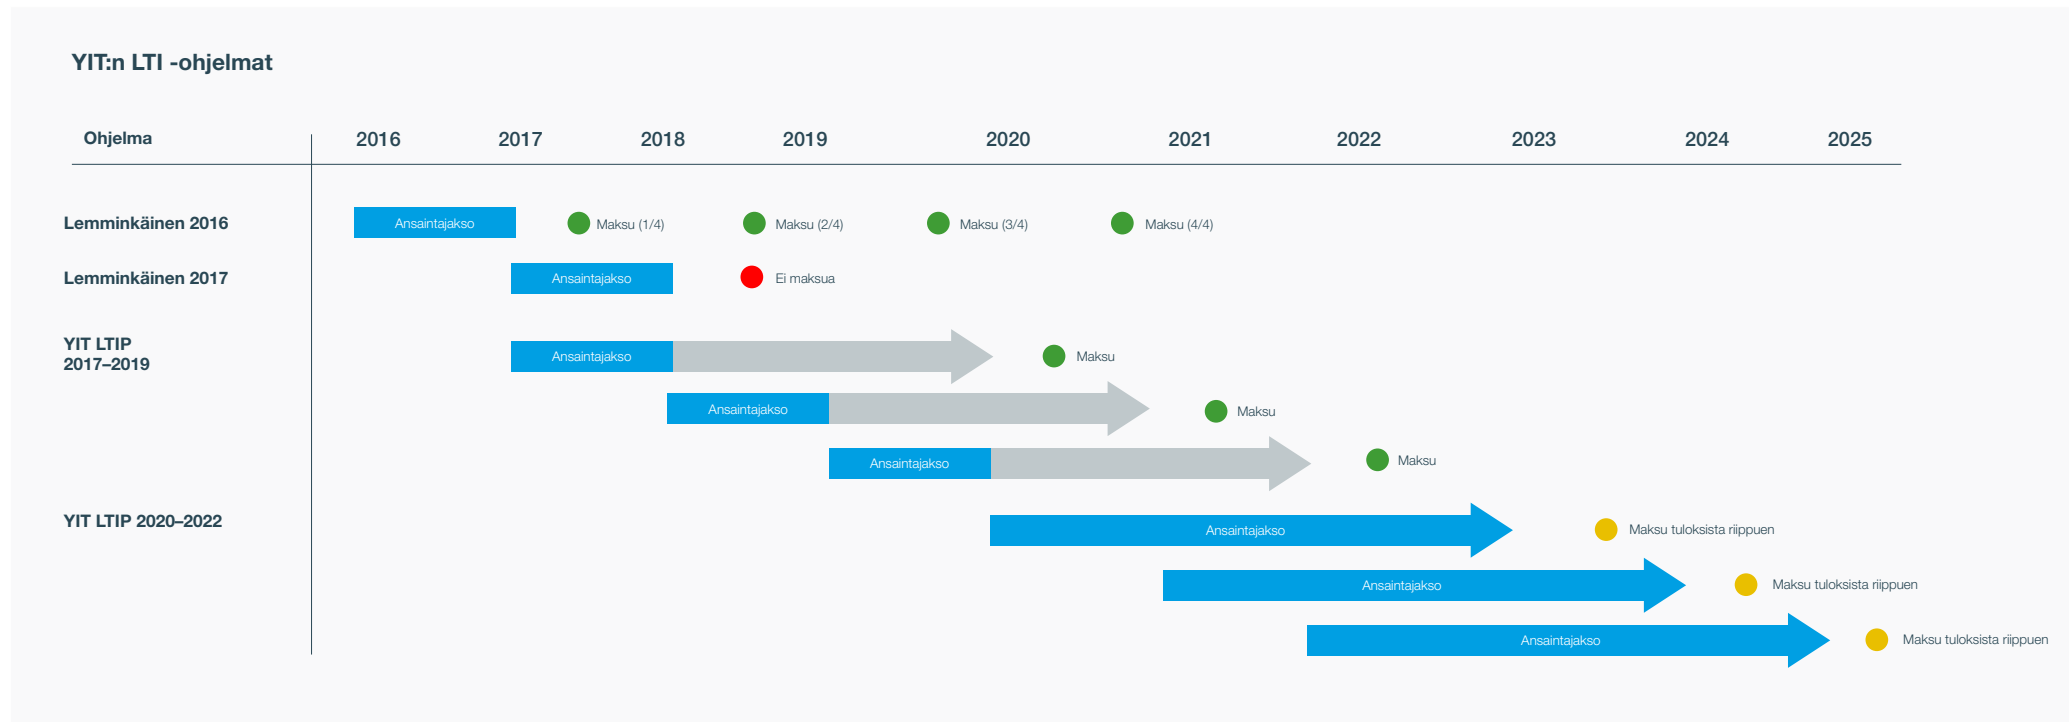 YIT:n LTI -ohjelmat
Ohjelma 2016 2017 2018 2019 2020 2021 2022 2023 2024 2025
Lemminkäinen 2016 Ansaintajakso Maksu (1/4) Maksu (2/4) Maksu (3/4) Maksu (4/4)
Lemminkäinen 2017 Ansaintajakso Ei maksua
YIT LTIP
2017–2019
Ansaintajakso Maksu
Ansaintajakso Maksu
Ansaintajakso Maksu
YIT LTIP 2020–2022
Ansaintajakso Maksu tuloksista riippuen
Ansaintajakso Maksu tuloksista riippuen
Ansaintajakso Maksu tuloksista riippuen